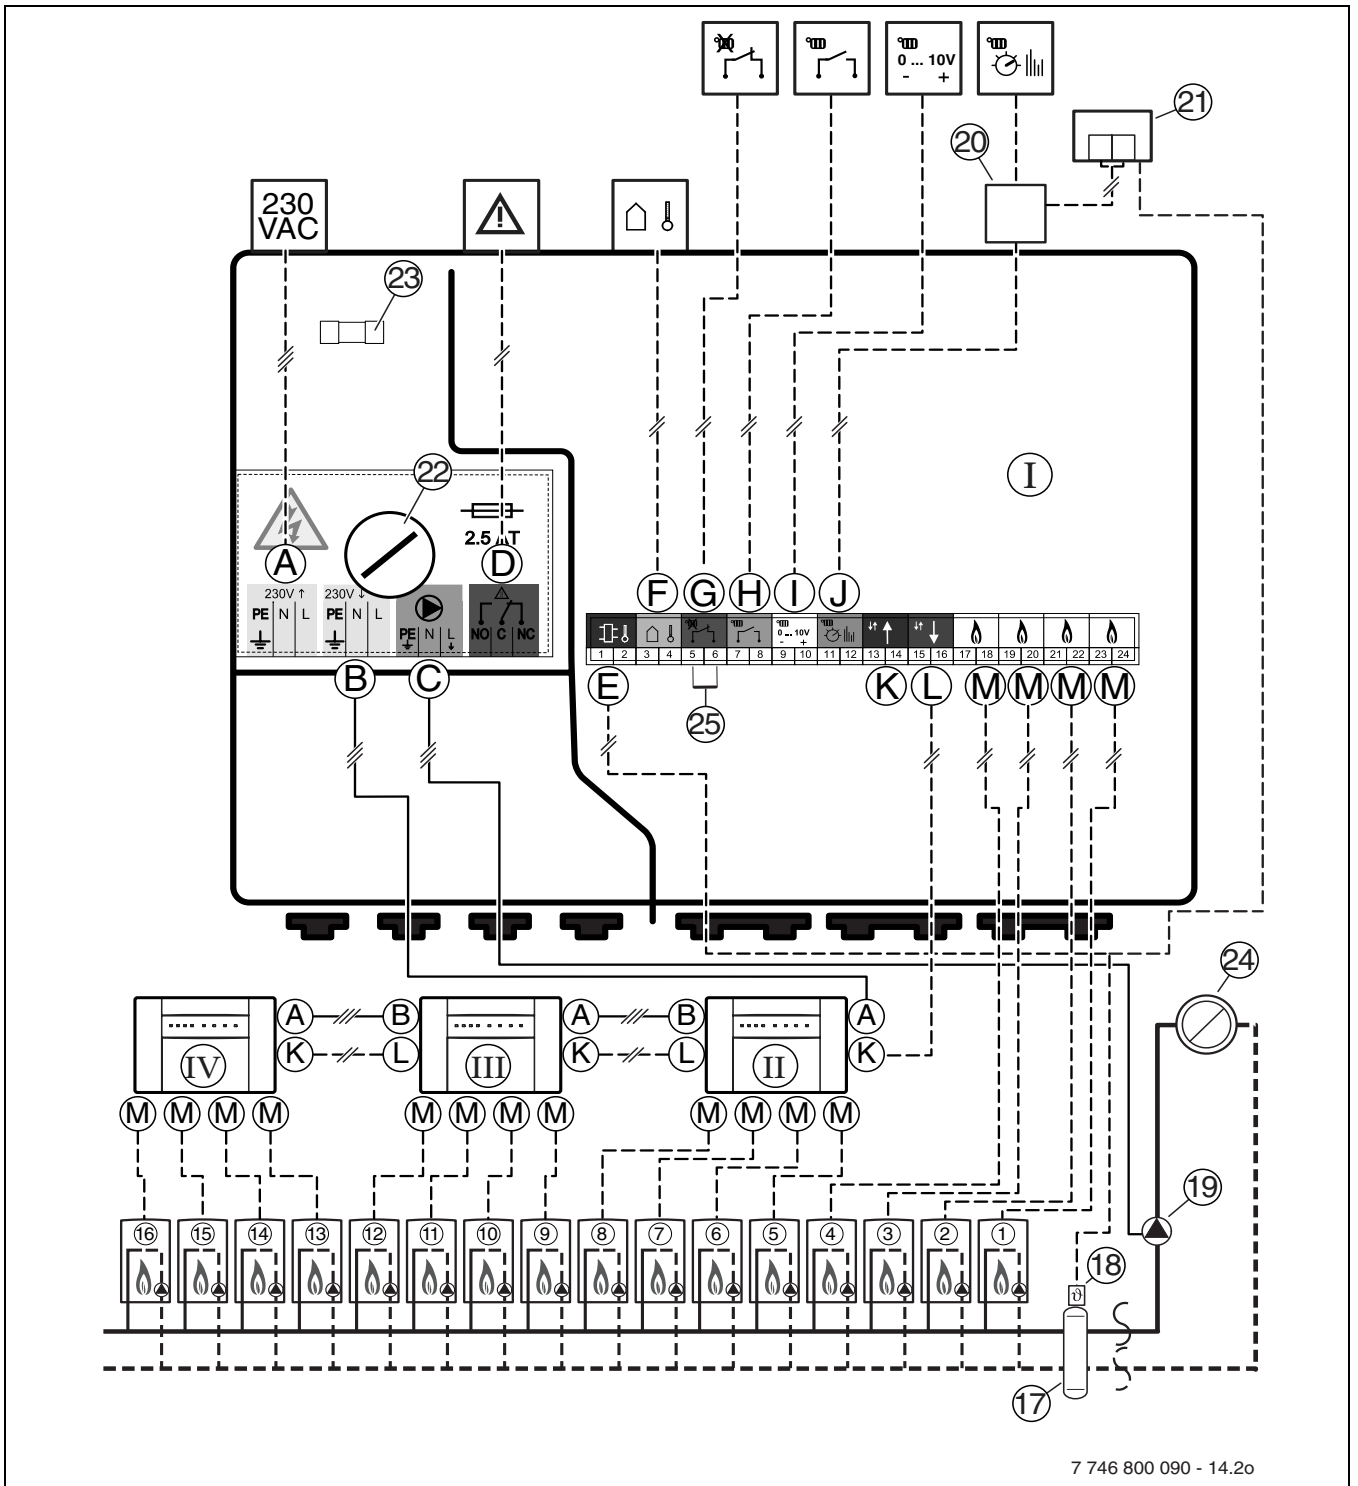 0 ... 10V
- +
21
20
230
VAC
23
I
22
2.5 AT
A
D
F
G
H
I
J
230V ↑
230V ↓
PE N L
PE N L
PE N L
NO C NC
0 ... 10V
- +
1 2 3 4 5 6 7 8 9 10 11 12 13 14 15 16 17 18 19 20 21 22 23 24
B
C
E
K
L
M
M
M
M
25
24
A
B
A
B
A
IV
K
L
III
K
L
II
K
M
M
M
M
M
M
M
M
M
M
M
M
19
16
15
14
13
12
11
10
9
8
7
6
5
4
3
2
1
18
ϑ
17
7 746 800 090 - 14.2o